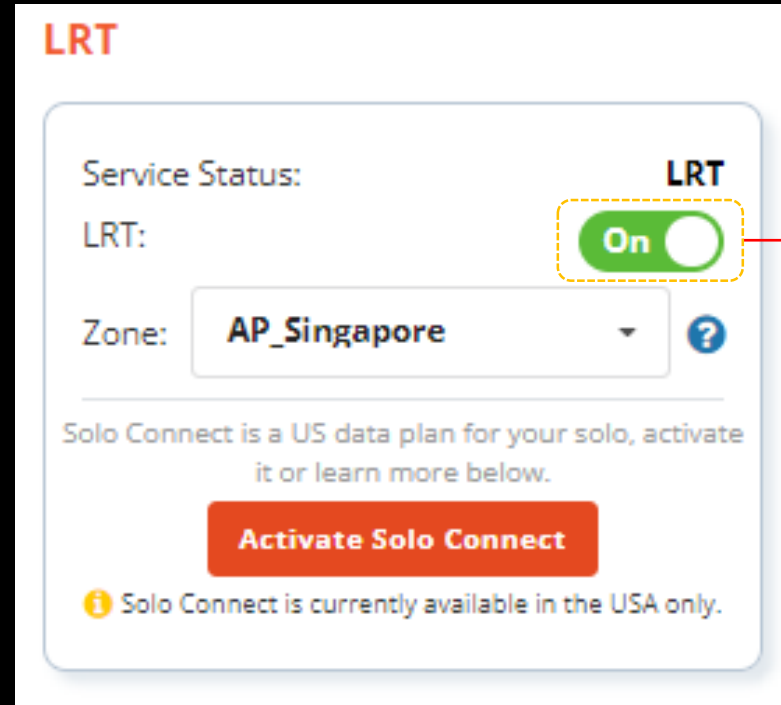 LRT
Service Status: LRT
LRT: On
Zone: AP_Singapore ?
Solo Connect is a US data plan for your solo, activate
it or learn more below.
Activate Solo Connect
i Solo Connect is currently available in the USA only.